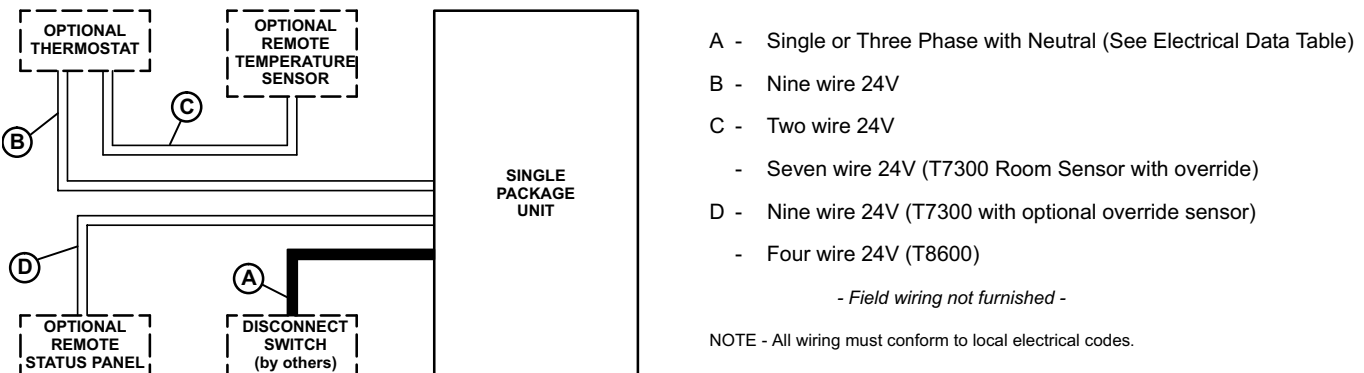 OPTIONAL
THERMOSTAT
OPTIONAL
REMOTE
TEMPERATURE
SENSOR
C
B
SINGLE
PACKAGE
UNIT
D
A
OPTIONAL
REMOTE
STATUS PANEL
DISCONNECT
SWITCH
(by others)
A - Single or Three Phase with Neutral (See Electrical Data Table)
B - Nine wire 24V
C - Two wire 24V
- Seven wire 24V (T7300 Room Sensor with override)
D - Nine wire 24V (T7300 with optional override sensor)
- Four wire 24V (T8600)
- Field wiring not furnished -
NOTE - All wiring must conform to local electrical codes.